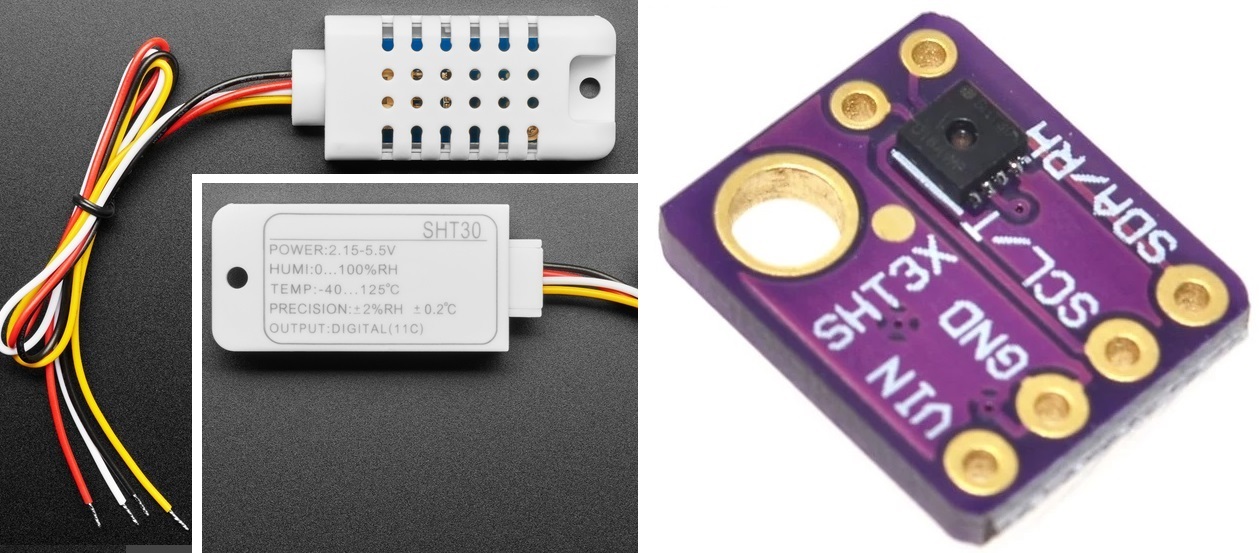 SHT30
POWER:2.15-5.5V
HUMI:0...100%RH
TEMP:-40...125℃
PRECISION:±2%RH ±0.2℃
OUTPUT:DIGITAL(11C)
SDA/RH
SCL/T
SHT3X
GND
VIN